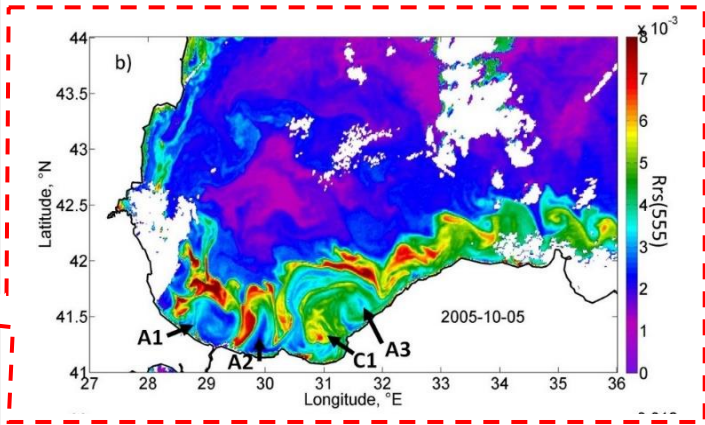 b)
2005-10-05
A1
A2
C1
A3
44
43.5
43
42.5
42
41.5
41
Latitude, °N
27 28 29 30 31 32 33 34 35 36
Longitude, °E
x 10⁻³
8
7
6
5
4
3
2
1
0
Rrs(555)